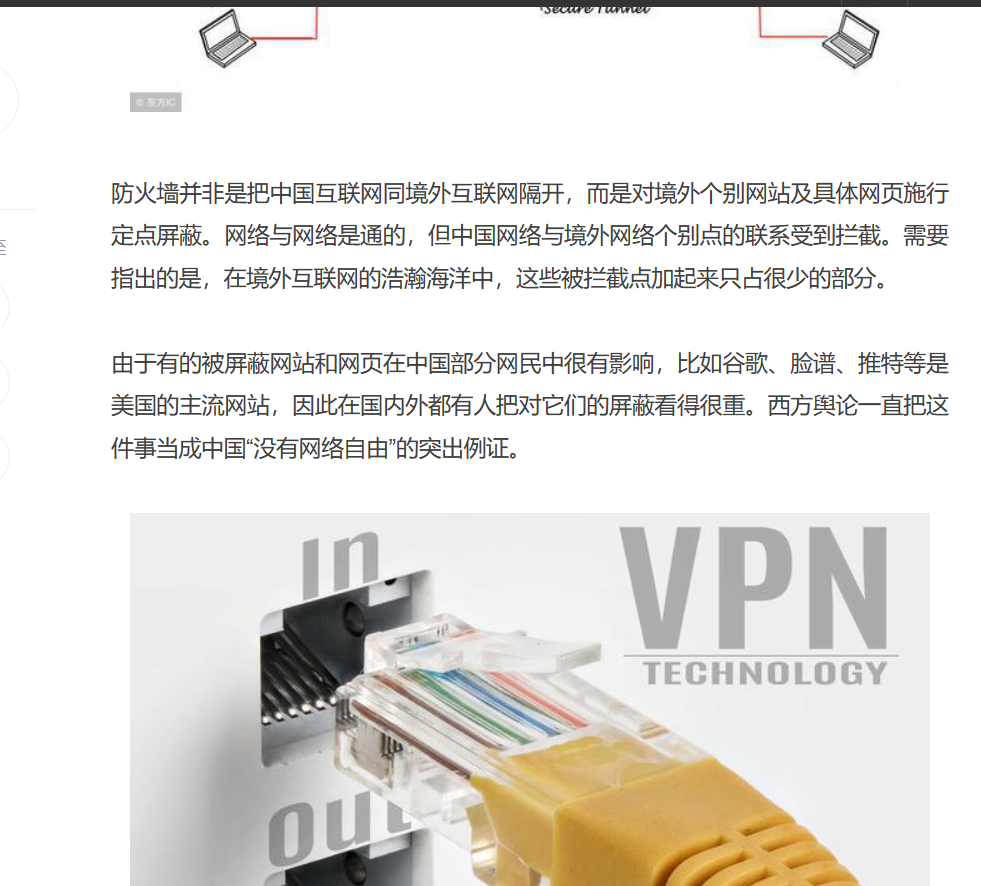 Secure Tunnel
© 东方IC
防火墙并非是把中国互联网同境外互联网隔开，而是对境外个别网站及具体网页施行
定点屏蔽。网络与网络是通的，但中国网络与境外网络个别点的联系受到拦截。需要
指出的是，在境外互联网的浩瀚海洋中，这些被拦截点加起来只占很少的部分。
由于有的被屏蔽网站和网页在中国部分网民中很有影响，比如谷歌、脸谱、推特等是
美国的主流网站，因此在国内外都有人把对它们的屏蔽看得很重。西方舆论一直把这
件事当成中国“没有网络自由”的突出例证。
In
VPN
TECHNOLOGY
out